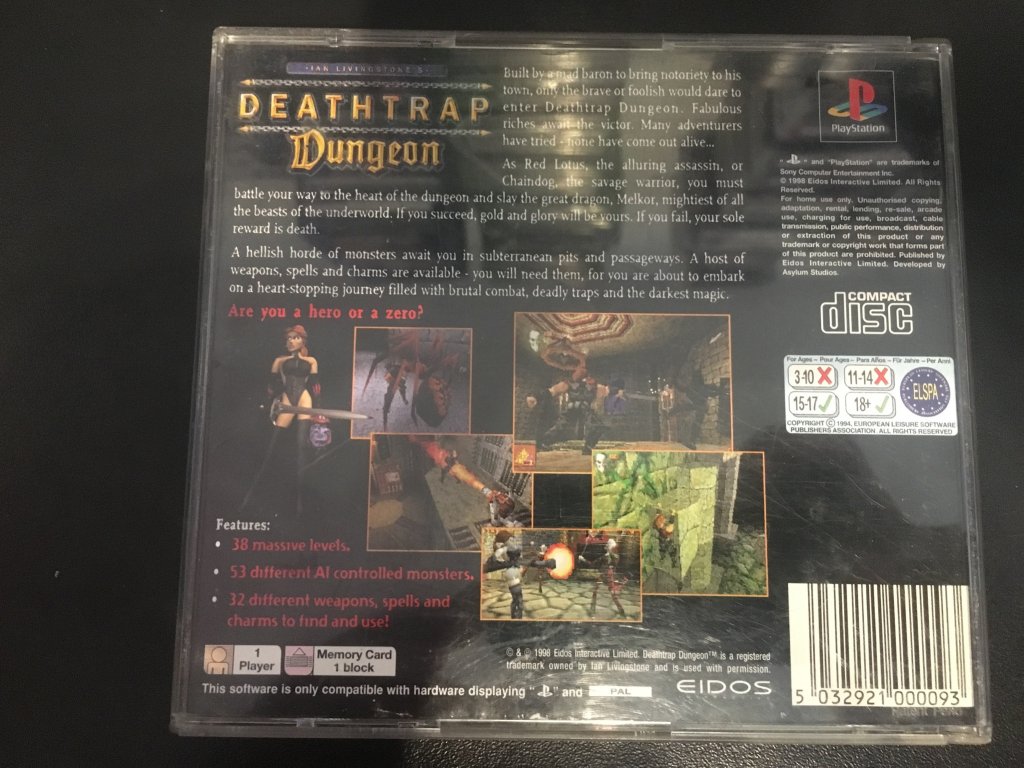 ·IAN LIVINGSTONE'S·
DEATHTRAP
Dungeon
Built by a mad baron to bring notoriety to his
town, only the brave or foolish would dare to
enter Deathtrap Dungeon. Fabulous
riches await the victor. Many adventurers
have tried - none have come out alive...
As Red Lotus, the alluring assassin, or
Chaindog, the savage warrior, you must
battle your way to the heart of the dungeon and slay the great dragon, Melkor, mightiest of all
the beasts of the underworld. If you succeed, gold and glory will be yours. If you fail, your sole
reward is death.
A hellish horde of monsters await you in subterranean pits and passageways. A host of
weapons, spells and charms are available - you will need them, for you are about to embark
on a heart-stopping journey filled with brutal combat, deadly traps and the darkest magic.
Are you a hero or a zero?
Features:
• 38 massive levels.
• 53 different AI controlled monsters.
• 32 different weapons, spells and
charms to find and use!
1
Player
Memory Card
1 block
This software is only compatible with hardware displaying " " and PAL
© & ℗ 1998 Eidos Interactive Limited. Deathtrap Dungeon™ is a registered
trademark owned by Ian Livingstone and is used with permission.
EIDOS
PlayStation
" " and "PlayStation" are trademarks of
Sony Computer Entertainment Inc.
© 1998 Eidos Interactive Limited. All Rights
Reserved.
For home use only. Unauthorised copying,
adaptation, rental, lending, re-sale, arcade
use, charging for use, broadcast, cable
transmission, public performance, distribution
or extraction of this product or any
trademark or copyright work that forms part
of this product are prohibited. Published by
Eidos Interactive Limited. Developed by
Asylum Studios.
COMPACT
disc
For Ages – Pour Ages – Para Años – Für Jahre – Per Anni
3-10 11-14
15-17 18+
ELSPA
COPYRIGHT © 1994, EUROPEAN LEISURE SOFTWARE
PUBLISHERS ASSOCIATION. ALL RIGHTS RESERVED
5 032921 000093